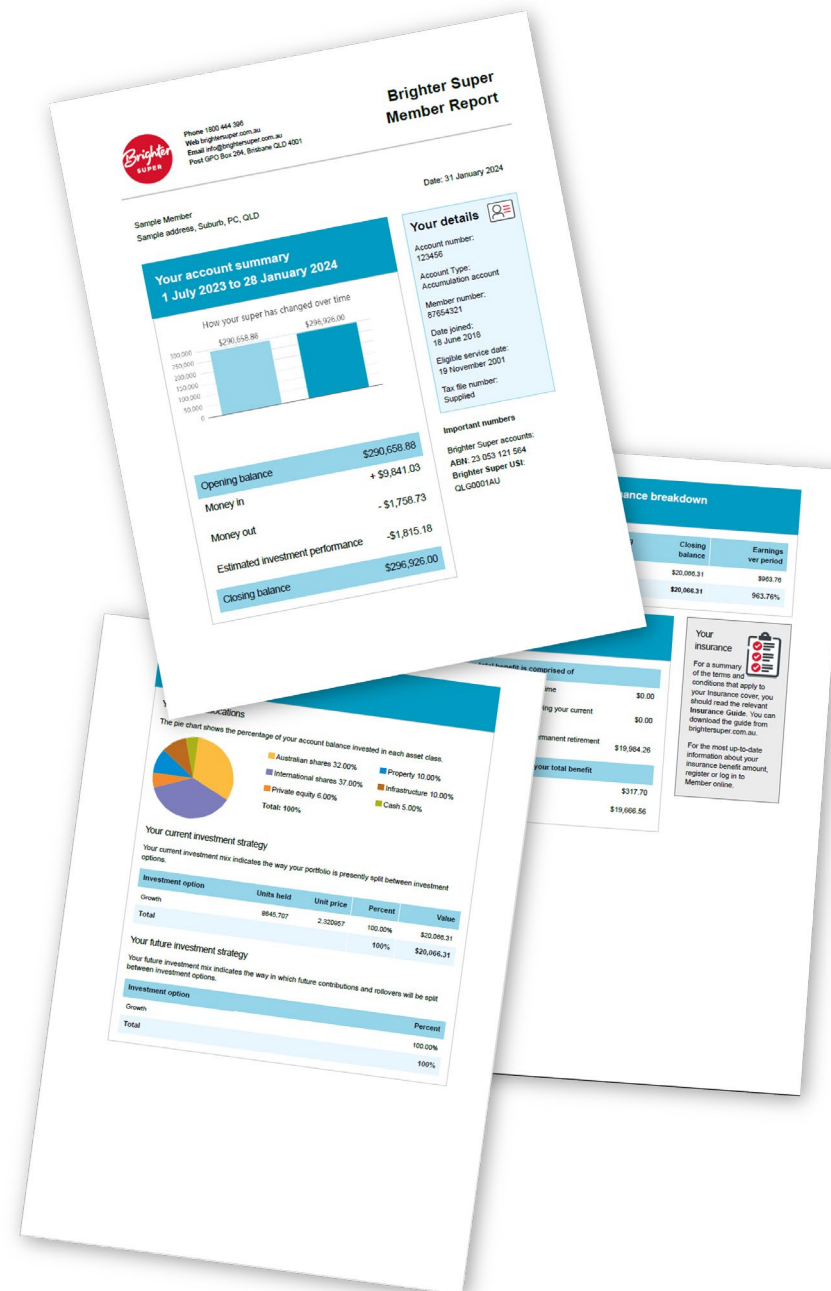 Brighter Super
Member Report
Brighter
SUPER
Phone 1800 444 396
Web brightersuper.com.au
Email info@brightersuper.com.au
Post GPO Box 264, Brisbane QLD 4001
Date: 31 January 2024
Sample Member
Sample address, Suburb, PC, QLD
Your account summary
1 July 2023 to 28 January 2024
How your super has changed over time
$290,658.88
$296,926.00
300,000
250,000
200,000
150,000
100,000
50,000
0
Opening balance $290,658.88
Money in + $9,841.03
Money out - $1,758.73
Estimated investment performance -$1,815.18
Closing balance $296,926.00
Your details
Account number:
123456
Account Type:
Accumulation account
Member number:
87654321
Date joined:
18 June 2018
Eligible service date:
19 November 2001
Tax file number:
Supplied
Important numbers
Brighter Super accounts:
ABN: 23 053 121 564
Brighter Super USI:
QLG0001AU
breakdown
Closing
balance
Earnings
ver period
$20,066.31 $963.76
$20,066.31 963.76%
total benefit is comprised of
$0.00
your current
$0.00
retirement $19,984.26
your total benefit
$317.70
$19,666.56
Your
insurance
For a summary
of the terms and
conditions that apply to
your Insurance cover, you
should read the relevant
Insurance Guide. You can
download the guide from
brightersuper.com.au.
For the most up-to-date
information about your
insurance benefit amount,
register or log in to
Member online.
The pie chart shows the percentage of your account balance invested in each asset class.
Australian shares 32.00%
International shares 37.00%
Private equity 6.00%
Total: 100%
Property 10.00%
Infrastructure 10.00%
Cash 5.00%
Your current investment strategy
Your current investment mix indicates the way your portfolio is presently split between investment
options.
Investment option Units held Unit price Percent Value
Growth 8645.707 2.320957 100.00% $20,066.31
Total 100% $20,066.31
Your future investment strategy
Your future investment mix indicates the way in which future contributions and rollovers will be split
between investment options.
Investment option Percent
Growth 100.00%
Total 100%